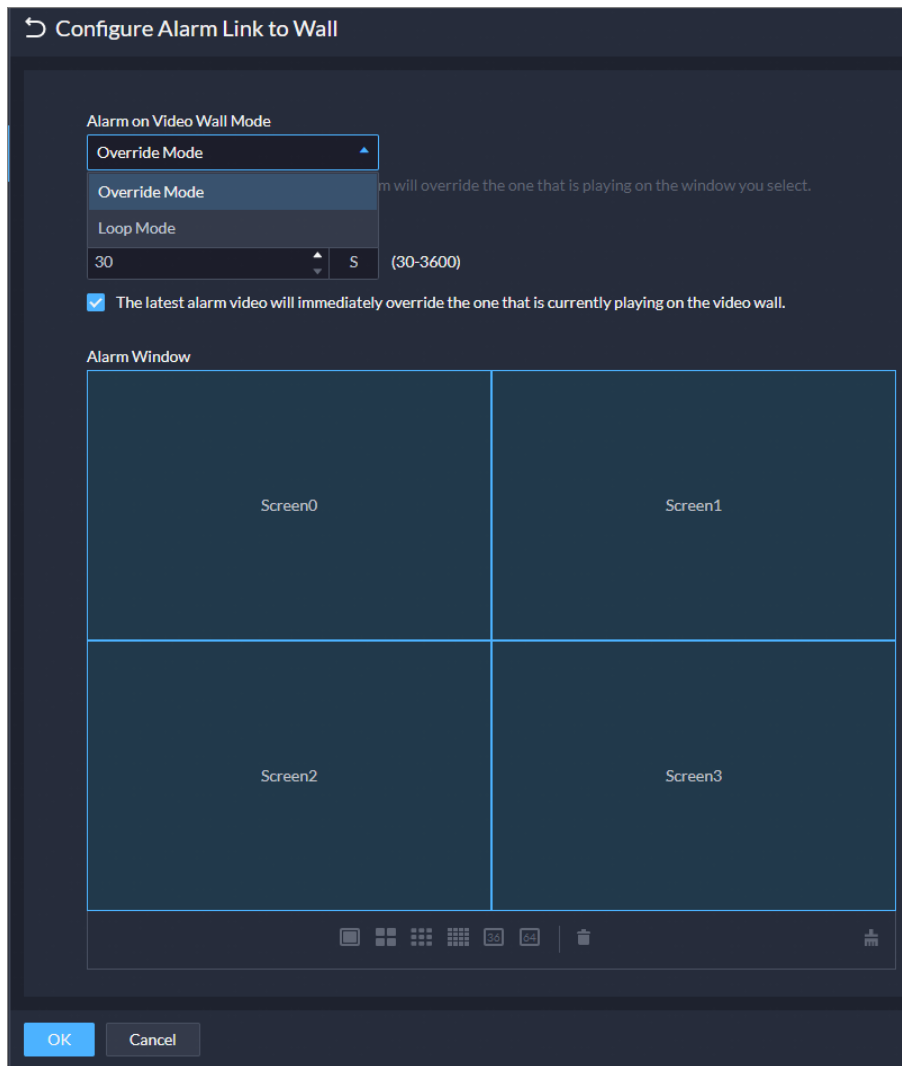 Configure Alarm Link to Wall
Alarm on Video Wall Mode
Override Mode
Override Mode
m will override the one that is playing on the window you select.
Loop Mode
30 S (30-3600)
The latest alarm video will immediately override the one that is currently playing on the video wall.
Alarm Window
Screen0 Screen1
Screen2 Screen3
36 64
OK Cancel